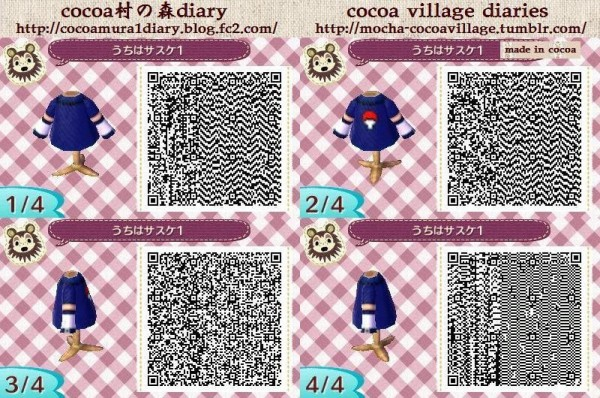 cocoa村の森diary
http://cocoamura1diary.blog.fc2.com/
cocoa village diaries
http://mocha-cocoavillage.tumblr.com/
うちはサスケ1
1/4
うちはサスケ1
made in cocoa
2/4
うちはサスケ1
3/4
うちはサスケ1
4/4